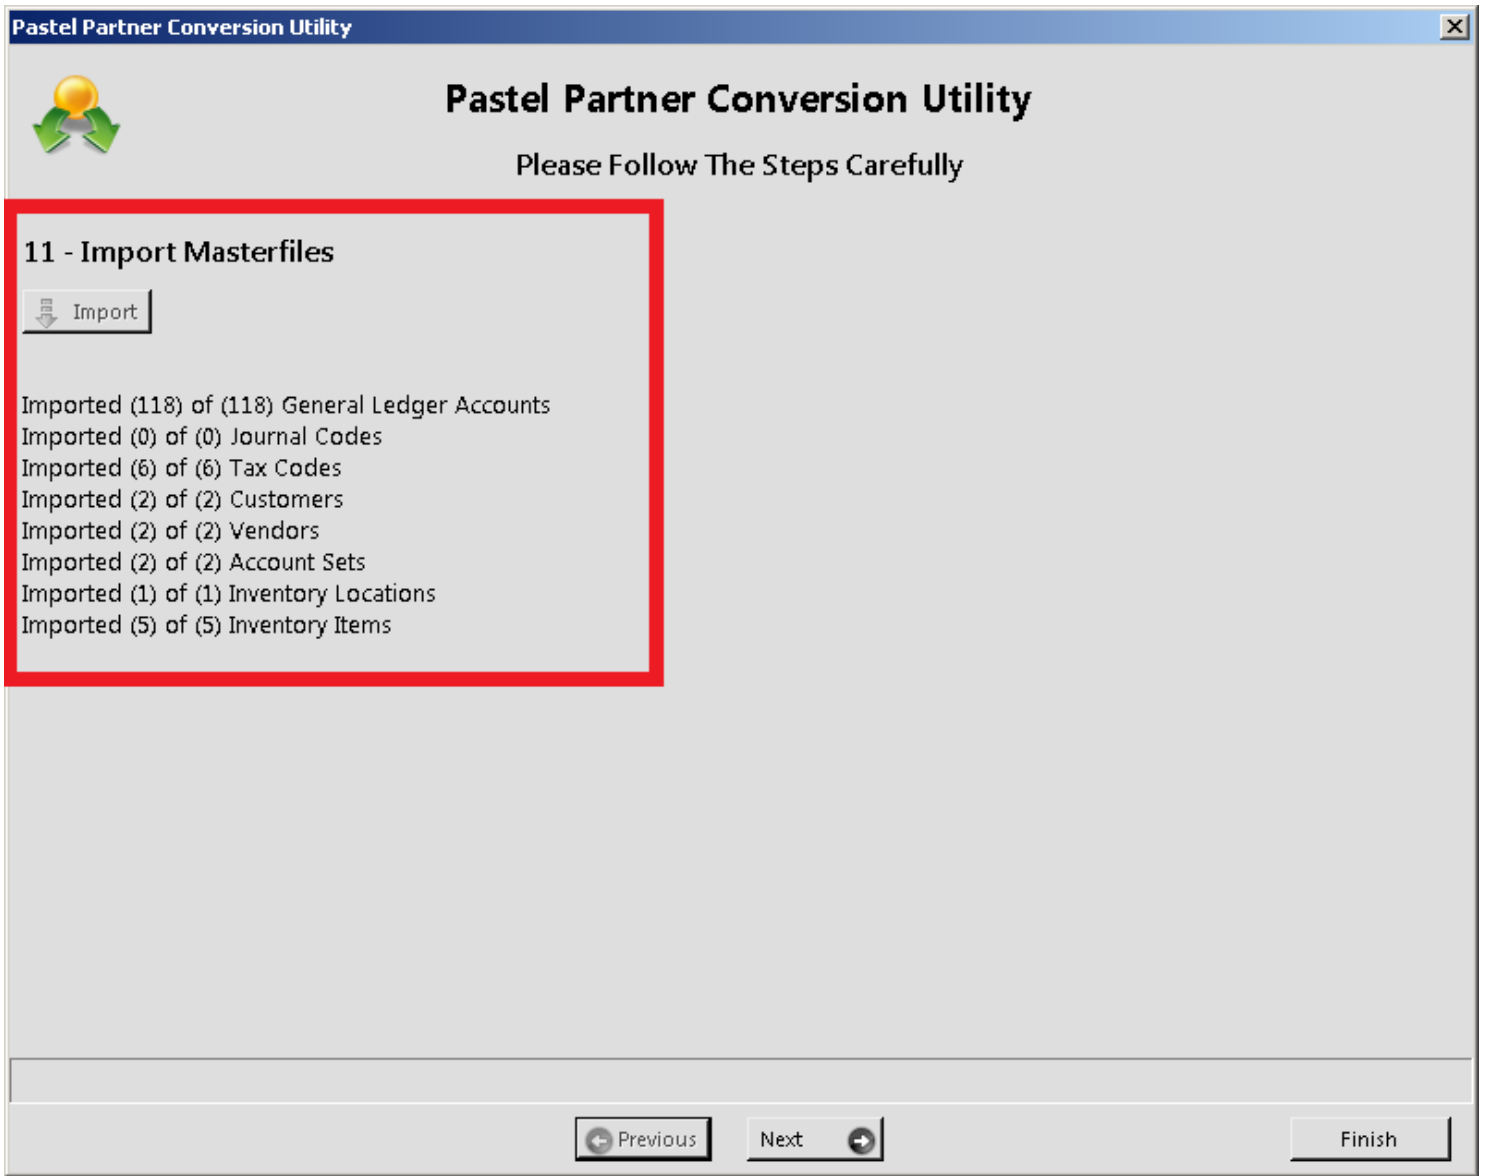 Pastel Partner Conversion Utility
Pastel Partner Conversion Utility
Please Follow The Steps Carefully
11 - Import Masterfiles
Import
Imported (118) of (118) General Ledger Accounts
Imported (0) of (0) Journal Codes
Imported (6) of (6) Tax Codes
Imported (2) of (2) Customers
Imported (2) of (2) Vendors
Imported (2) of (2) Account Sets
Imported (1) of (1) Inventory Locations
Imported (5) of (5) Inventory Items
Previous Next Finish